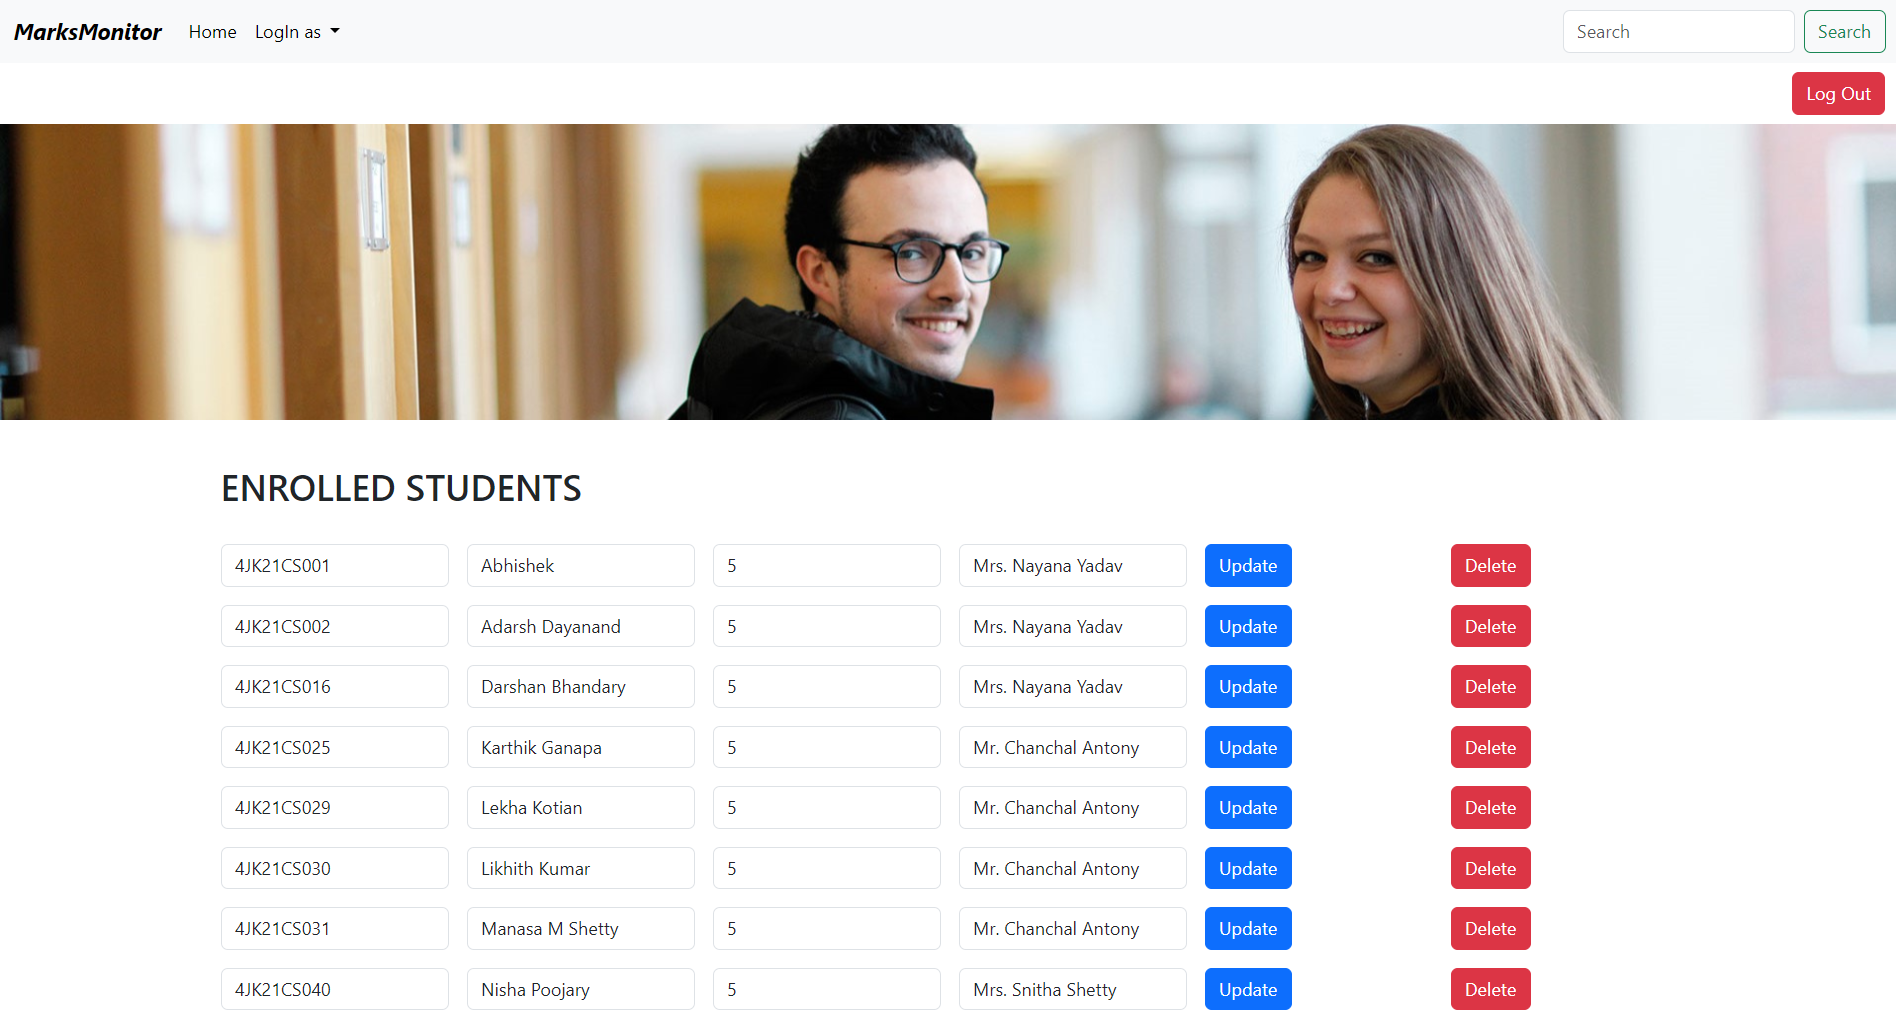 MarksMonitor Home LogIn as Search Search
Log Out
ENROLLED STUDENTS
4JK21CS001 Abhishek 5 Mrs. Nayana Yadav Update Delete
4JK21CS002 Adarsh Dayanand 5 Mrs. Nayana Yadav Update Delete
4JK21CS016 Darshan Bhandary 5 Mrs. Nayana Yadav Update Delete
4JK21CS025 Karthik Ganapa 5 Mr. Chanchal Antony Update Delete
4JK21CS029 Lekha Kotian 5 Mr. Chanchal Antony Update Delete
4JK21CS030 Likhith Kumar 5 Mr. Chanchal Antony Update Delete
4JK21CS031 Manasa M Shetty 5 Mr. Chanchal Antony Update Delete
4JK21CS040 Nisha Poojary 5 Mrs. Snitha Shetty Update Delete